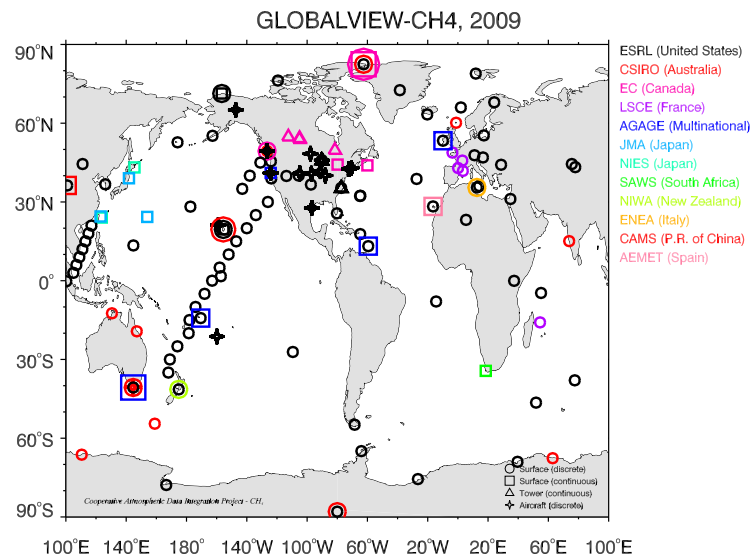 GLOBALVIEW-CH4, 2009
90°N
60°N
30°N
0°
30°S
60°S
90°S
100°E 140°E 180° 140°W 100°W 60°W 20°W 20°E 60°E 100°E
ESRL (United States)
CSIRO (Australia)
EC (Canada)
LSCE (France)
AGAGE (Multinational)
JMA (Japan)
NIES (Japan)
SAWS (South Africa)
NIWA (New Zealand)
ENEA (Italy)
CAMS (P.R. of China)
AEMET (Spain)
Surface (discrete)
Surface (continuous)
Tower (continuous)
Aircraft (discrete)
Cooperative Atmospheric Data Integration Project - CH₄